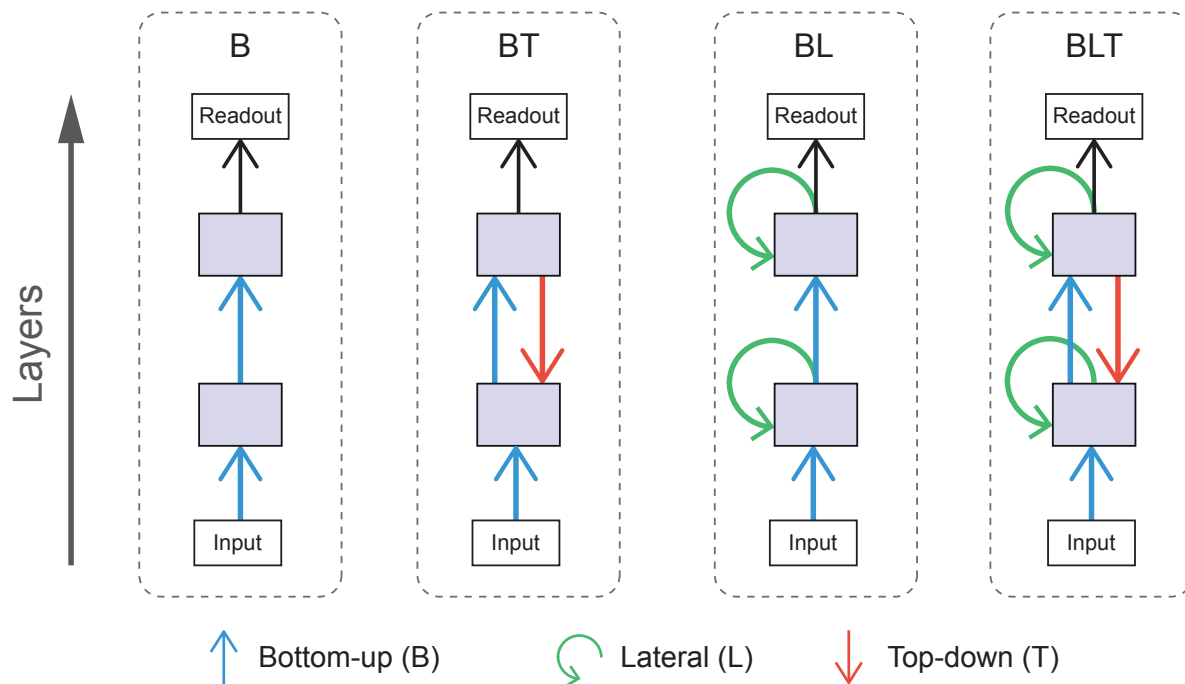 B
BT
BL
BLT
Readout
Readout
Readout
Readout
Layers
Input
Input
Input
Input
Bottom-up (B)
Lateral (L)
Top-down (T)